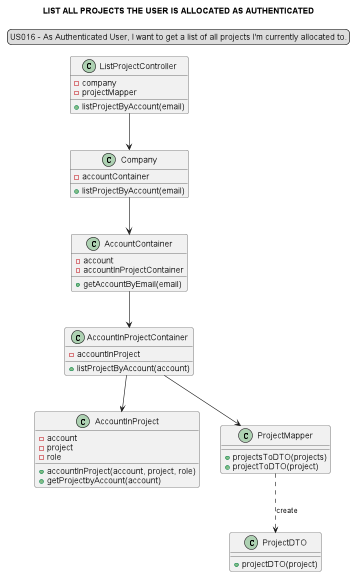 LIST ALL PROJECTS THE USER IS ALLOCATED AS AUTHENTICATED
US016 - As Authenticated User, I want to get a list of all projects I'm currently allocated to.
C ListProjectController
company
projectMapper
listProjectByAccount(email)
C Company
accountContainer
listProjectByAccount(email)
C AccountContainer
account
accountInProjectContainer
getAccountByEmail(email)
C AccountInProjectContainer
accountInProject
listProjectByAccount(account)
C AccountInProject
account
project
role
accountInProject(account, project, role)
getProjectbyAccount(account)
C ProjectMapper
projectsToDTO(projects)
projectToDTO(project)
create
C ProjectDTO
projectDTO(project)